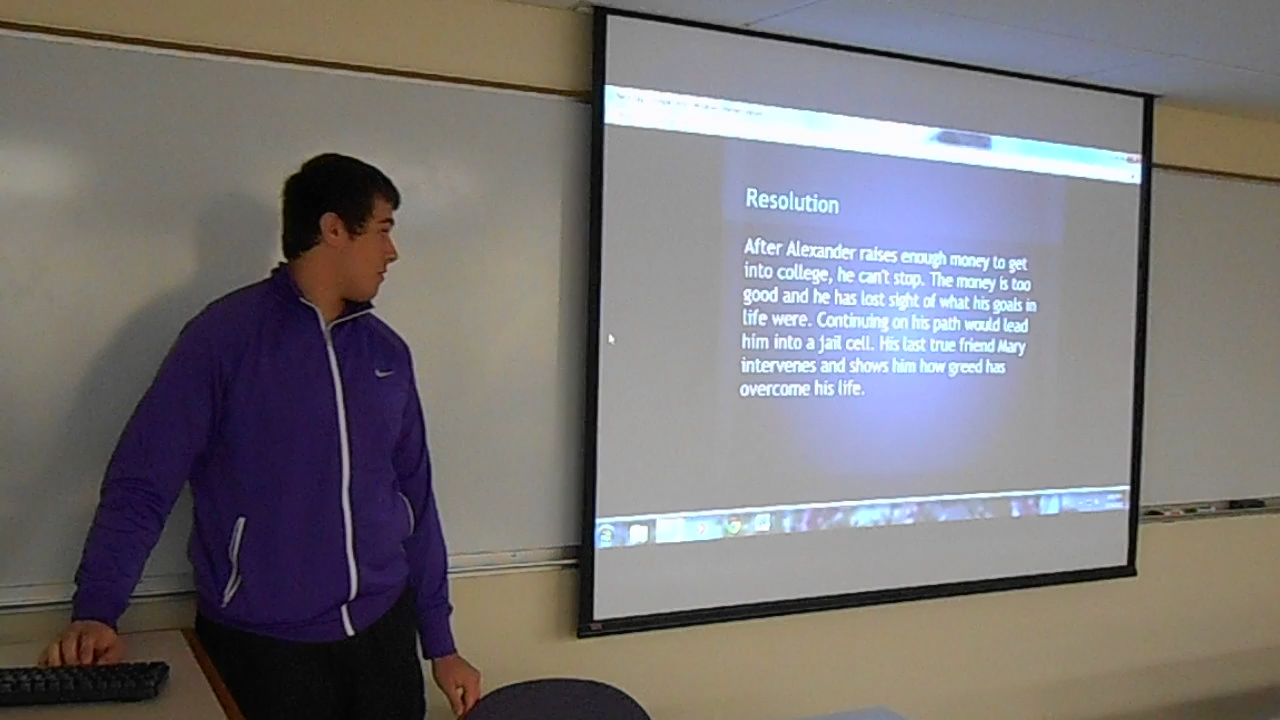 Resolution
After Alexander raises enough money to get
into college, he can't stop. The money is too
good and he has lost sight of what his goals in
life were. Continuing on his path would lead
him into a jail cell. His last true friend Mary
intervenes and shows him how greed has
overcome his life.